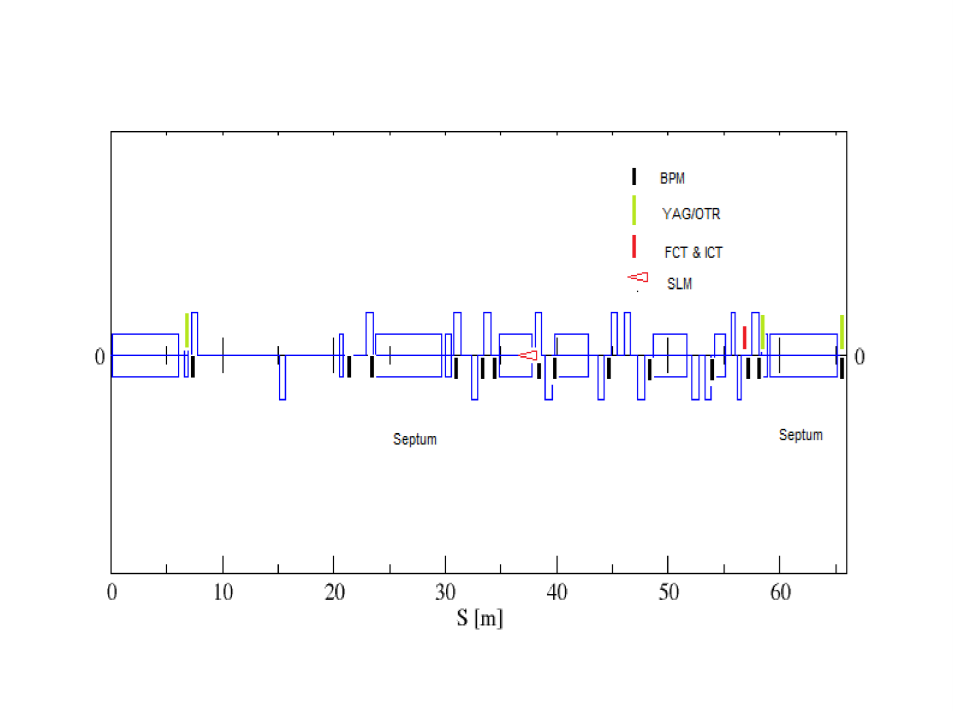 BPM
YAG/OTR
FCT & ICT
SLM
0 0
Septum Septum
0 10 20 30 40 50 60
S [m]